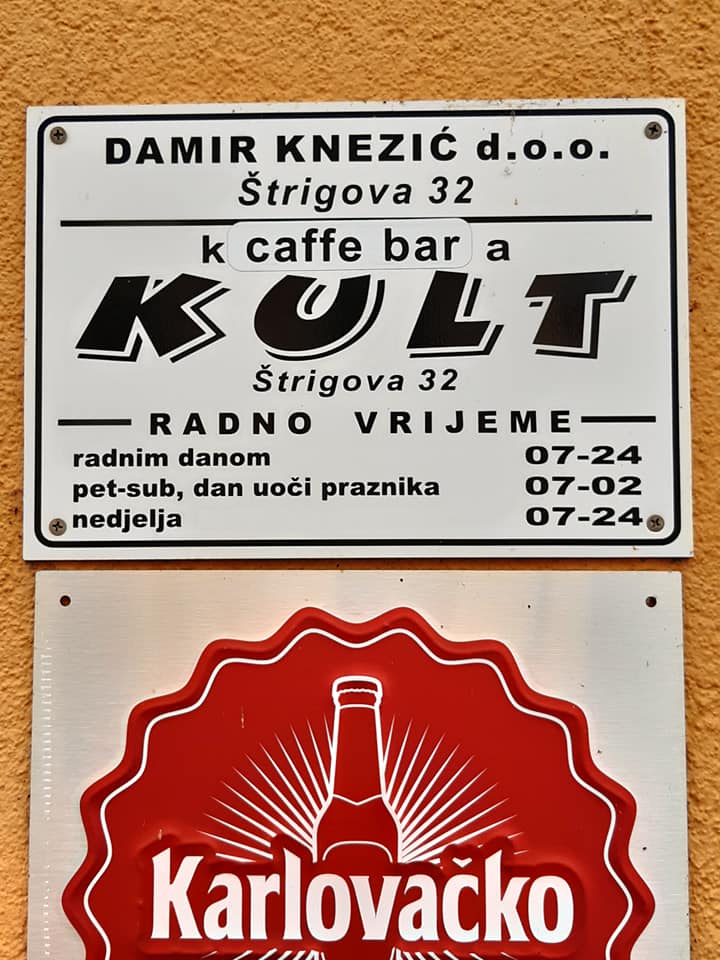 DAMIR KNEZIĆ d.o.o.
Štrigova 32
k caffe bar a
KULT
Štrigova 32
RADNO VRIJEME
radnim danom 07-24
pet-sub, dan uoči praznika 07-02
nedjelja 07-24
Karlovačko